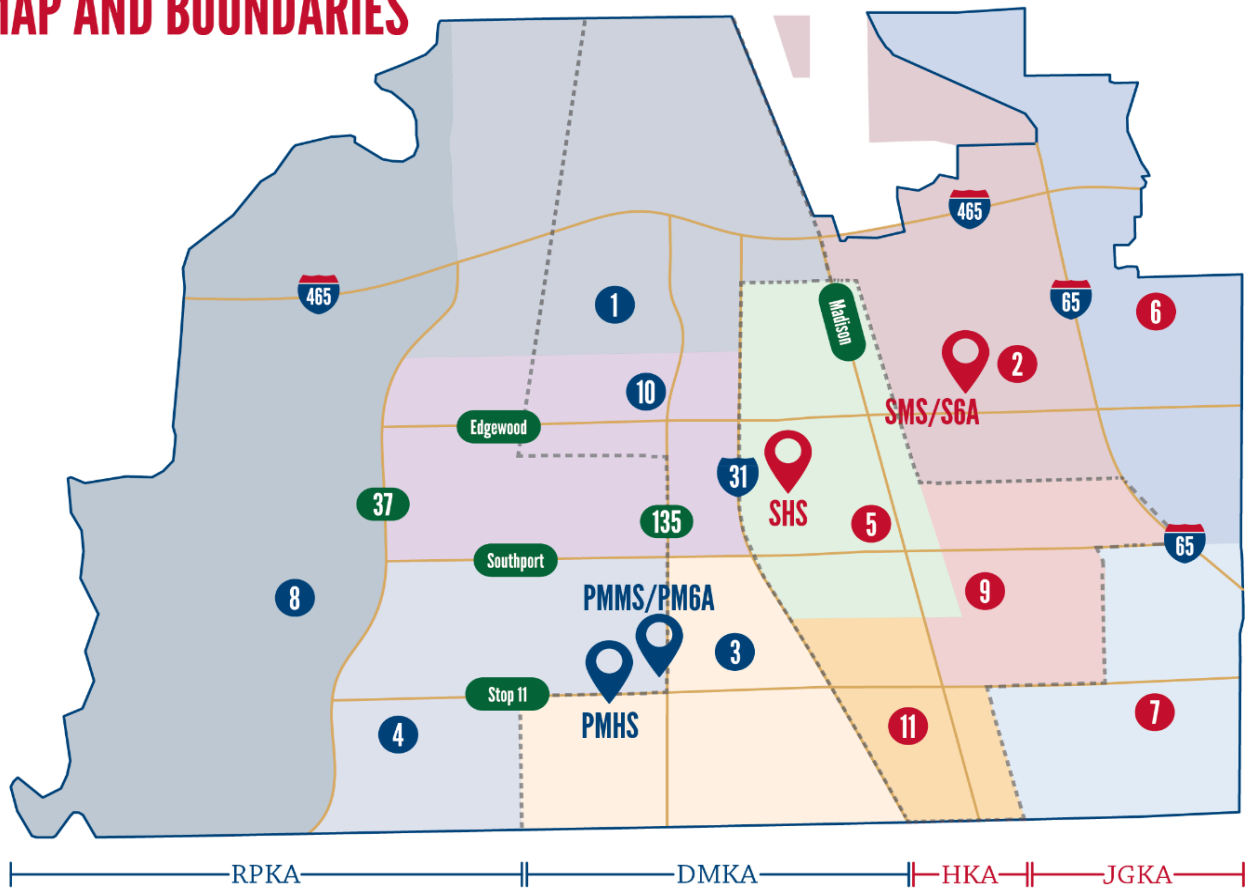 MAP AND BOUNDARIES
465
465
1
65
6
Madison
2
10
SMS/S6A
Edgewood
31
37
SHS
135
5
65
Southport
8
PMMS/PM6A
9
3
Stop 11
PMHS
4
11
7
RPKA
DMKA
HKA
JGKA